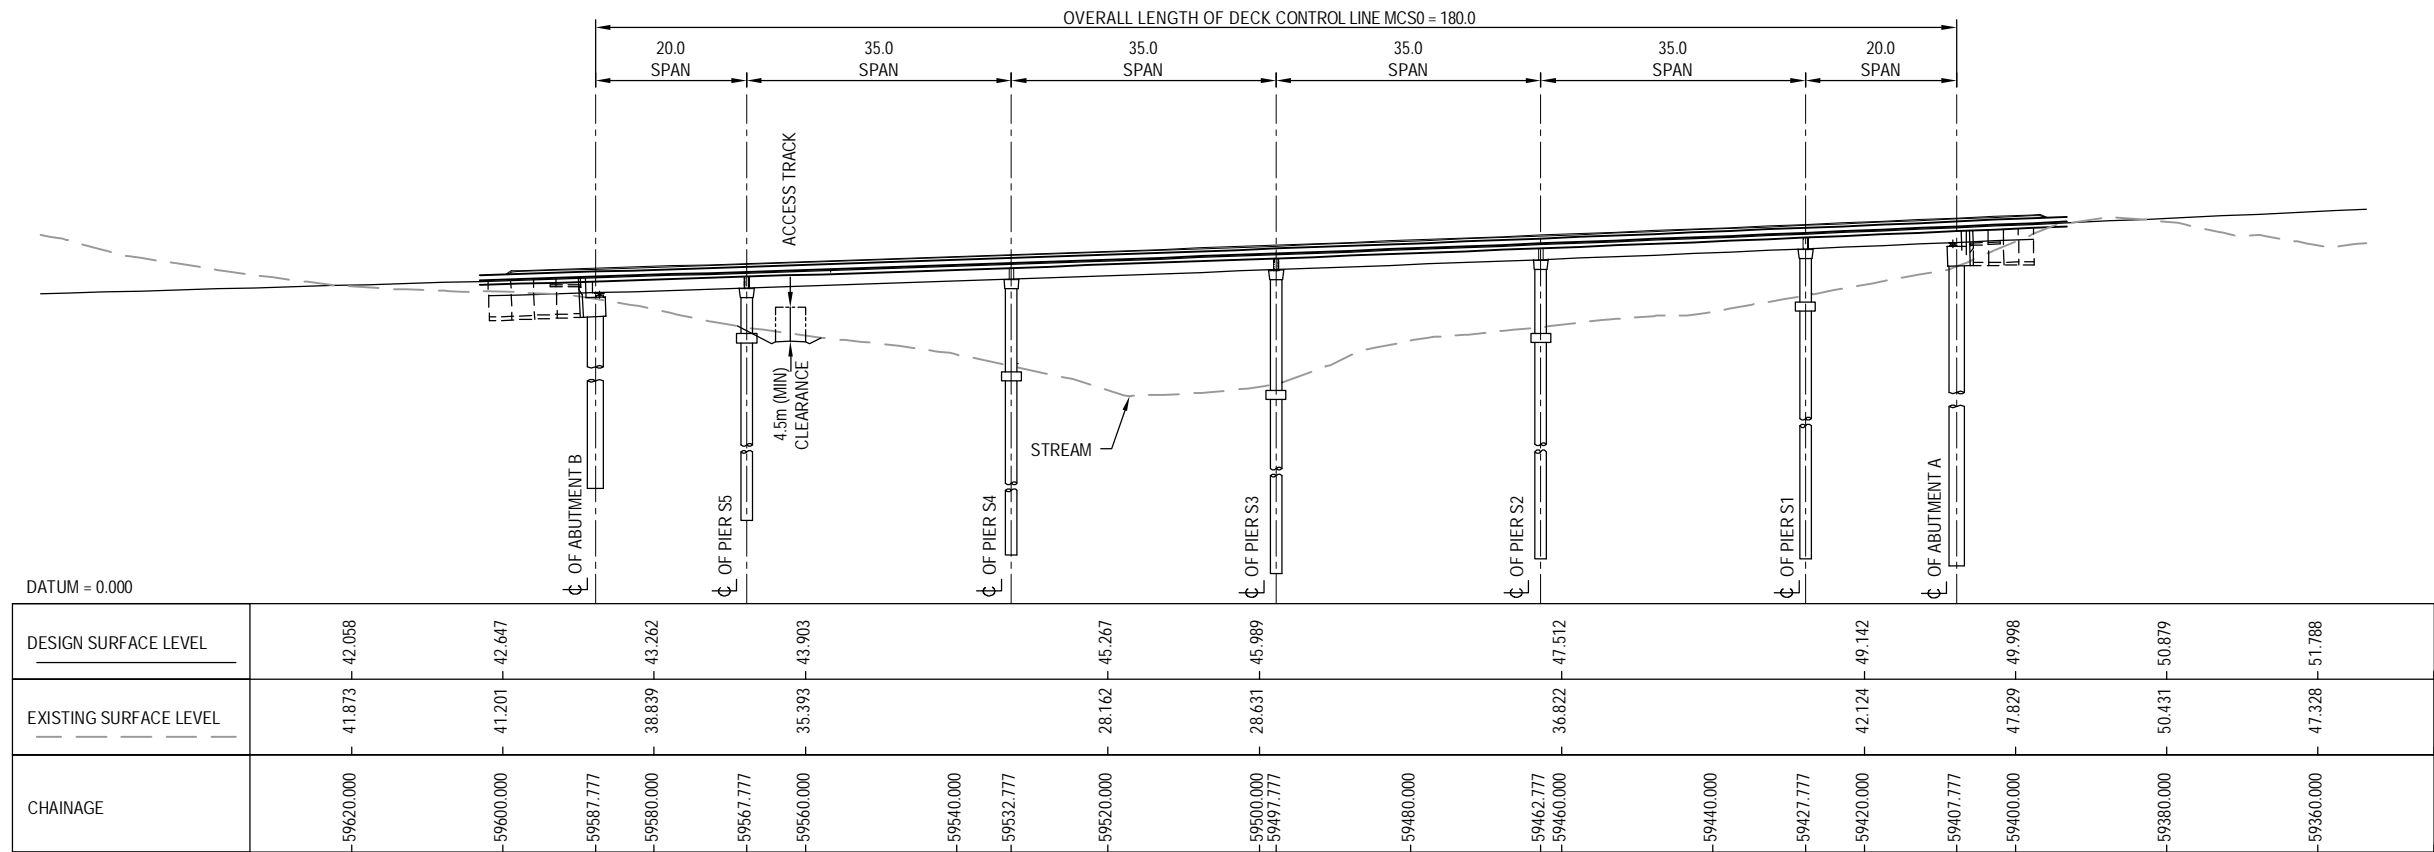 OVERALL LENGTH OF DECK CONTROL LINE MCS0 = 180.0
20.0
SPAN
35.0
SPAN
35.0
SPAN
35.0
SPAN
35.0
SPAN
20.0
SPAN
ACCESS TRACK
4.5m (MIN)
CLEARANCE
STREAM
℄ OF ABUTMENT B
℄ OF PIER S5
℄ OF PIER S4
℄ OF PIER S3
℄ OF PIER S2
℄ OF PIER S1
℄ OF ABUTMENT A
DATUM = 0.000
DESIGN SURFACE LEVEL 42.058 42.647 43.262 43.903 45.267 45.989 47.512 49.142 49.998 50.879 51.788
EXISTING SURFACE LEVEL 41.873 41.201 38.839 35.393 28.162 28.631 36.822 42.124 47.829 50.431 47.328
CHAINAGE 59620.000 59600.000 59587.777 59580.000 59567.777 59560.000 59540.000 59532.777 59520.000 59500.000 59497.777 59480.000 59462.777 59460.000 59440.000 59427.777 59420.000 59407.777 59400.000 59380.000 59360.000